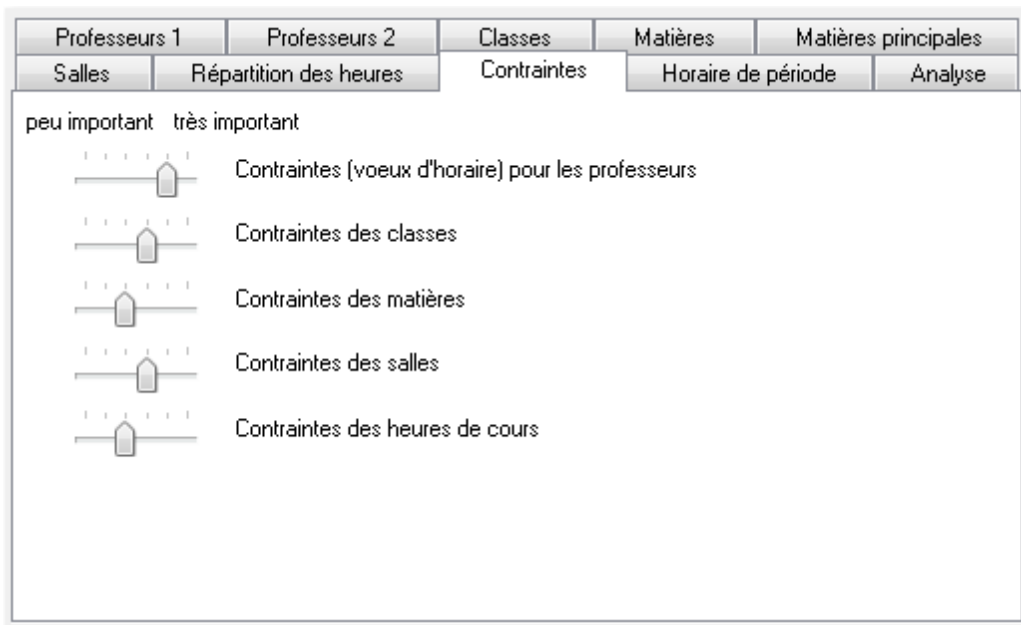 Professeurs 1 Professeurs 2 Classes Matières Matières principales
Salles Répartition des heures Contraintes Horaire de période Analyse
peu important très important
Contraintes (voeux d'horaire) pour les professeurs
Contraintes des classes
Contraintes des matières
Contraintes des salles
Contraintes des heures de cours